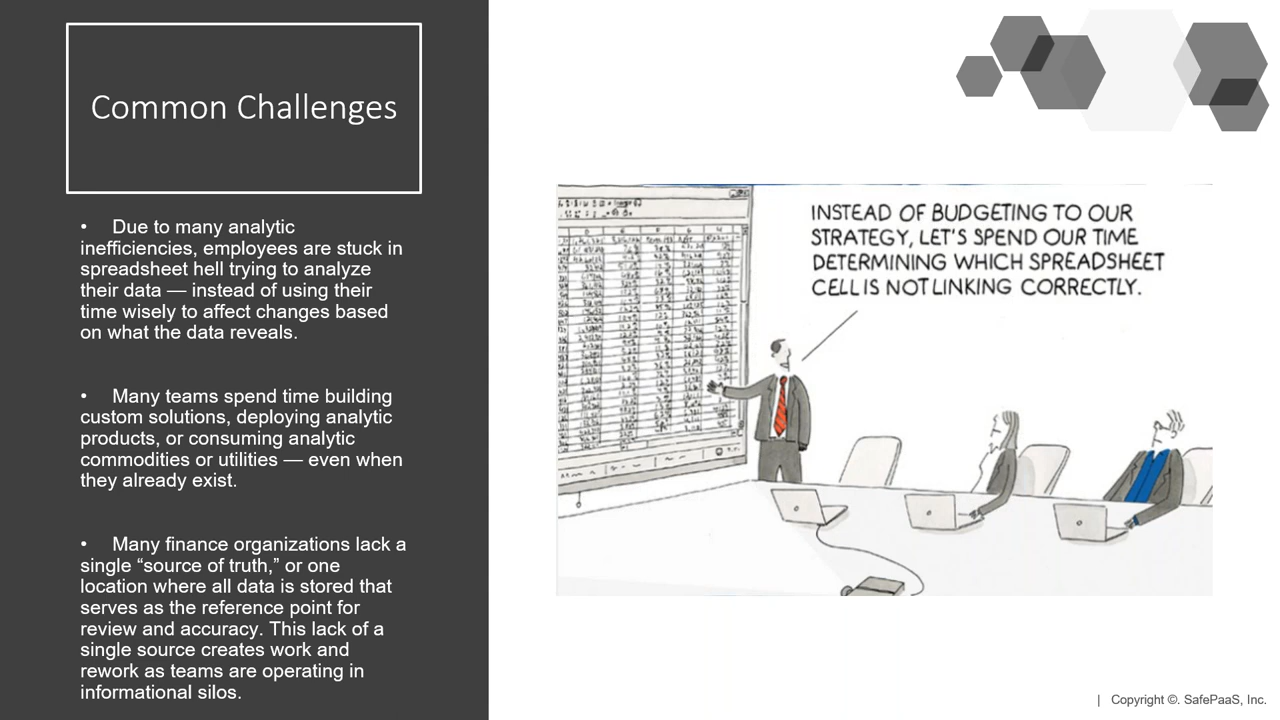 Common Challenges
• Due to many analytic
inefficiencies, employees are stuck in
spreadsheet hell trying to analyze
their data — instead of using their
time wisely to affect changes based
on what the data reveals.
• Many teams spend time building
custom solutions, deploying analytic
products, or consuming analytic
commodities or utilities — even when
they already exist.
• Many finance organizations lack a
single “source of truth,” or one
location where all data is stored that
serves as the reference point for
review and accuracy. This lack of a
single source creates work and
rework as teams are operating in
informational silos.
INSTEAD OF BUDGETING TO OUR
STRATEGY, LET'S SPEND OUR TIME
DETERMINING WHICH SPREADSHEET
CELL IS NOT LINKING CORRECTLY.
| Copyright ©. SafePaaS, Inc.